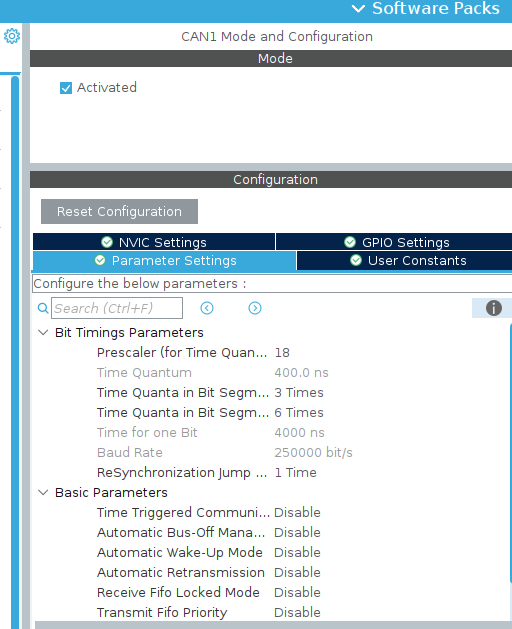 Software Packs
CAN1 Mode and Configuration
Mode
Activated
Configuration
Reset Configuration
NVIC Settings
GPIO Settings
Parameter Settings
User Constants
Configure the below parameters :
Search (Ctrl+F)
Bit Timings Parameters
Prescaler (for Time Quan... 18
Time Quantum 400.0 ns
Time Quanta in Bit Segm... 3 Times
Time Quanta in Bit Segm... 6 Times
Time for one Bit 4000 ns
Baud Rate 250000 bit/s
ReSynchronization Jump ... 1 Time
Basic Parameters
Time Triggered Communi... Disable
Automatic Bus-Off Mana... Disable
Automatic Wake-Up Mode Disable
Automatic Retransmission Disable
Receive Fifo Locked Mode Disable
Transmit Fifo Priority Disable